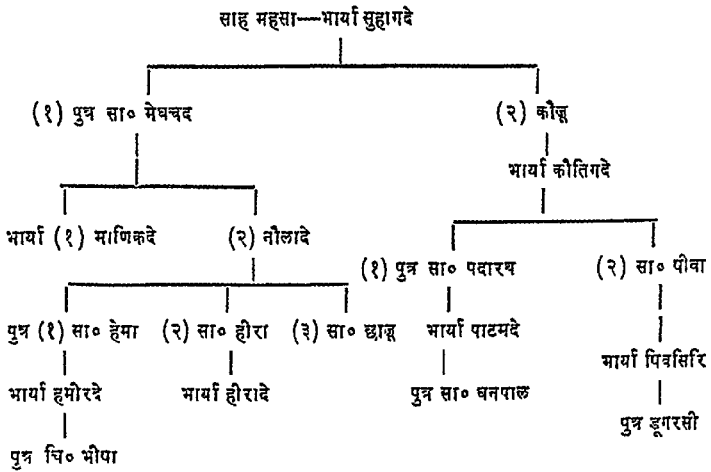 साह महसा—भार्या सुहागदे
(१) पुत्र सा० मेघचद (२) कौजू
भार्या कौतिगदे
भार्या (१) माणिकदे (२) नौलादे
(१) पुत्र सा० पदारथ (२) सा० पीवा
पुत्र (१) सा० हेमा (२) सा० हीरा (३) सा० छाजू भार्या पाटमदे
भार्या पिवसिरि
भार्या हमीरदे भार्या हीरादे पुत्र सा० धनपाल
पुत्र डूगरसी
पुत्र चि० भीषा